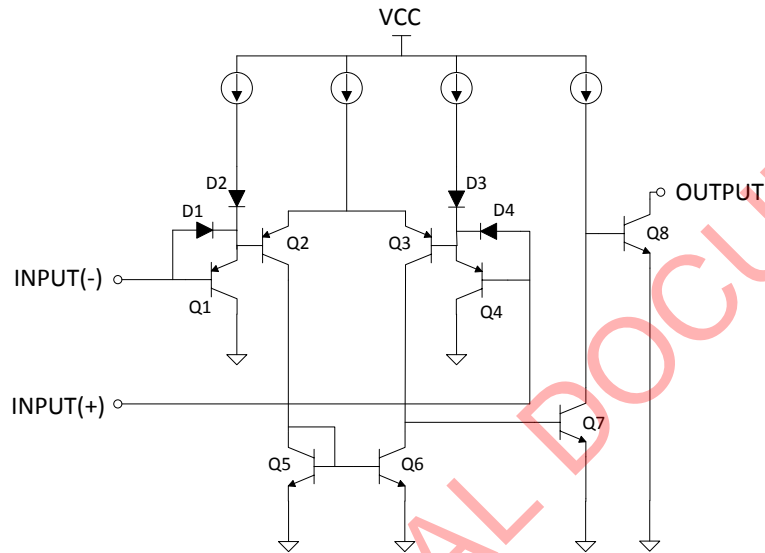 VCC
D2
D3
D1
D4
OUTPUT
Q2
Q3
Q8
INPUT(-)
Q1
Q4
INPUT(+)
Q7
Q5
Q6